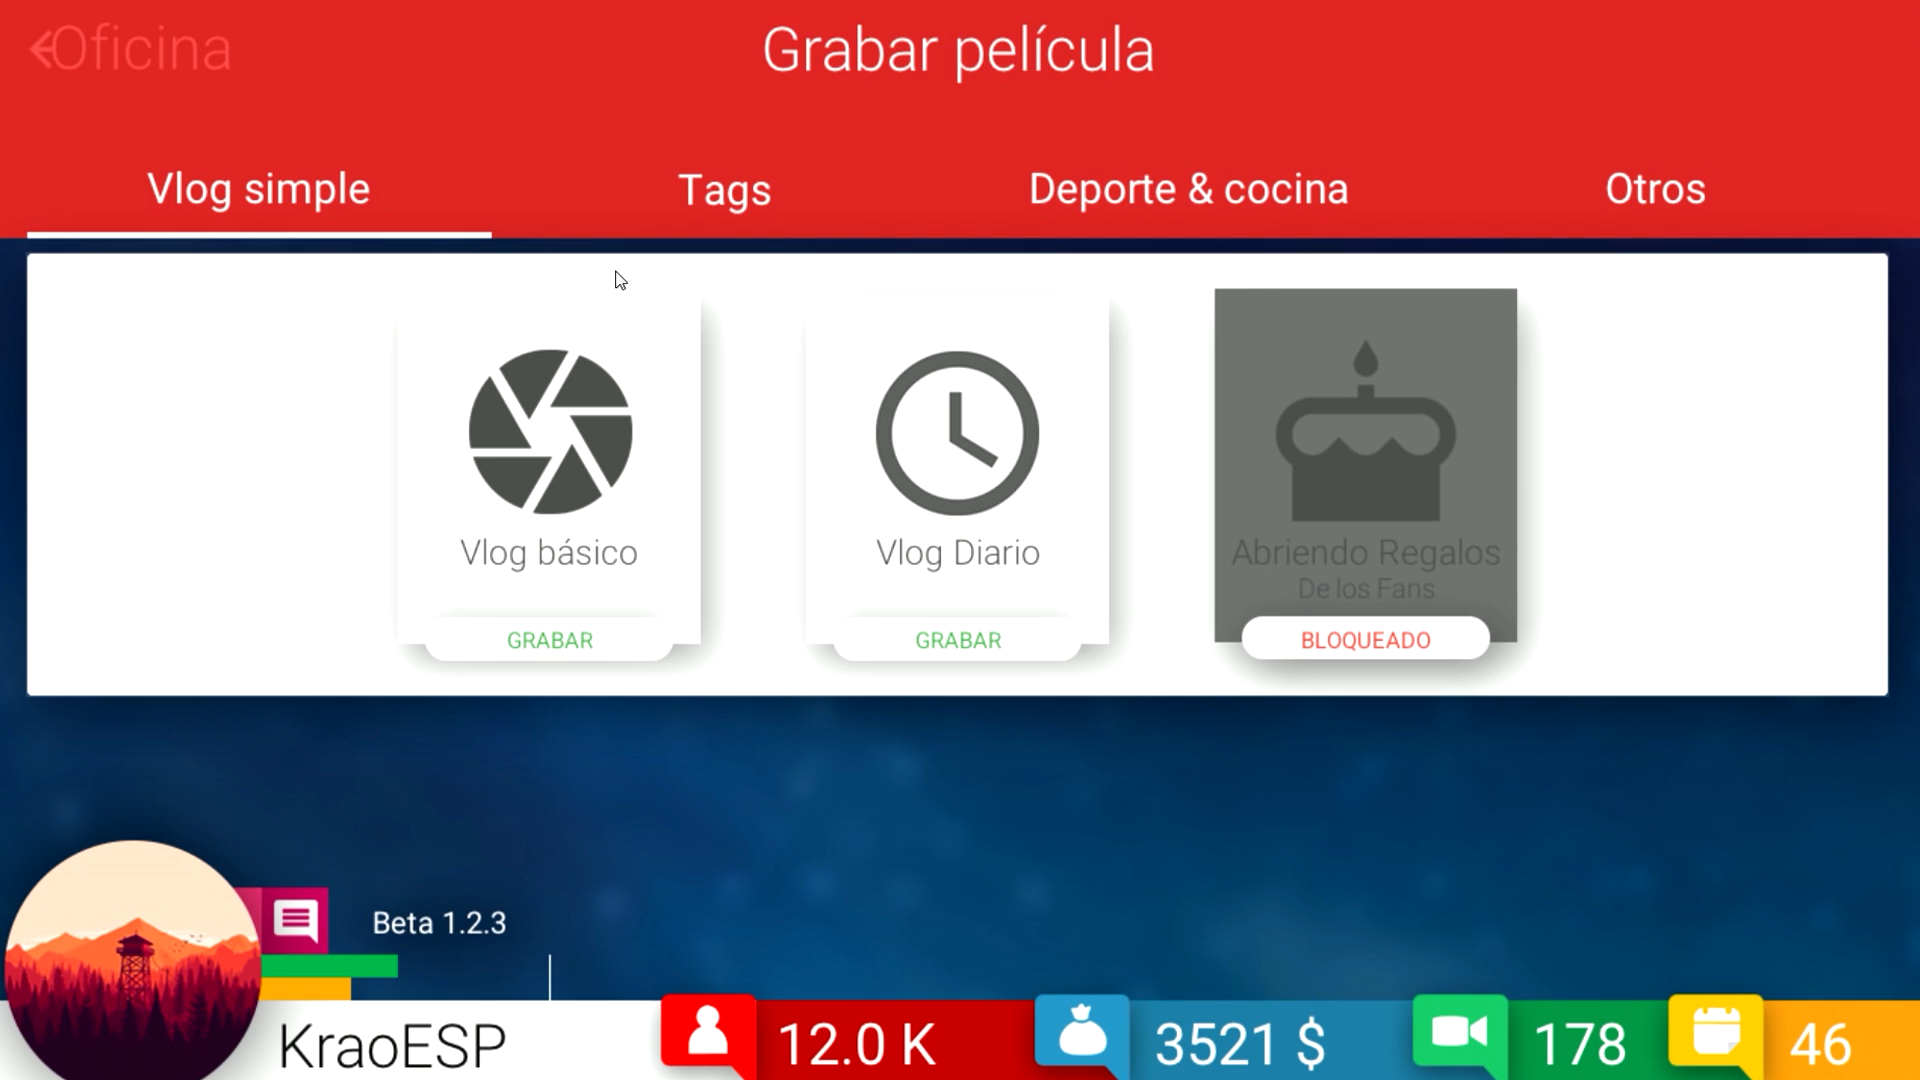 Oficina
Grabar película
Vlog simple
Tags
Deporte & cocina
Otros
Vlog básico
GRABAR
Vlog Diario
GRABAR
Abriendo Regalos
De los Fans
BLOQUEADO
Beta 1.2.3
KraoESP
12.0 K
3521 $
178
46